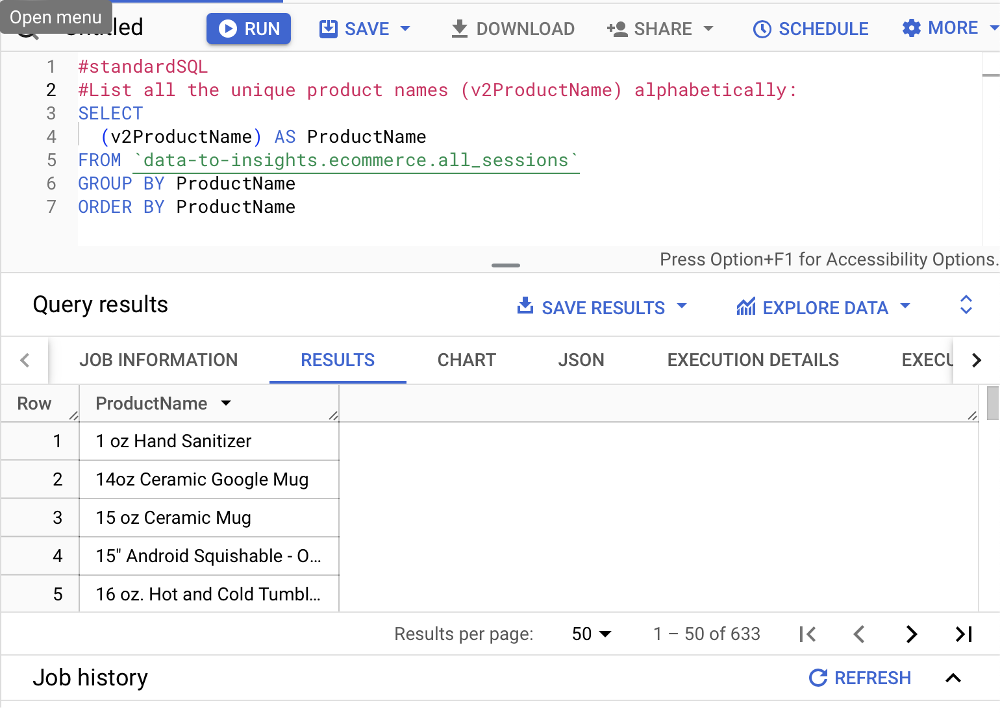 Open menu
Untitled
RUN
SAVE
DOWNLOAD
SHARE
SCHEDULE
MORE
1 #standardSQL
2 #List all the unique product names (v2ProductName) alphabetically:
3 SELECT
4 (v2ProductName) AS ProductName
5 FROM `data-to-insights.ecommerce.all_sessions`
6 GROUP BY ProductName
7 ORDER BY ProductName
Press Option+F1 for Accessibility Options.
Query results
SAVE RESULTS
EXPLORE DATA
JOB INFORMATION
RESULTS
CHART
JSON
EXECUTION DETAILS
EXECU
Row ProductName
1 1 oz Hand Sanitizer
2 14oz Ceramic Google Mug
3 15 oz Ceramic Mug
4 15" Android Squishable - O...
5 16 oz. Hot and Cold Tumbl...
Results per page: 50 1 – 50 of 633
Job history
REFRESH